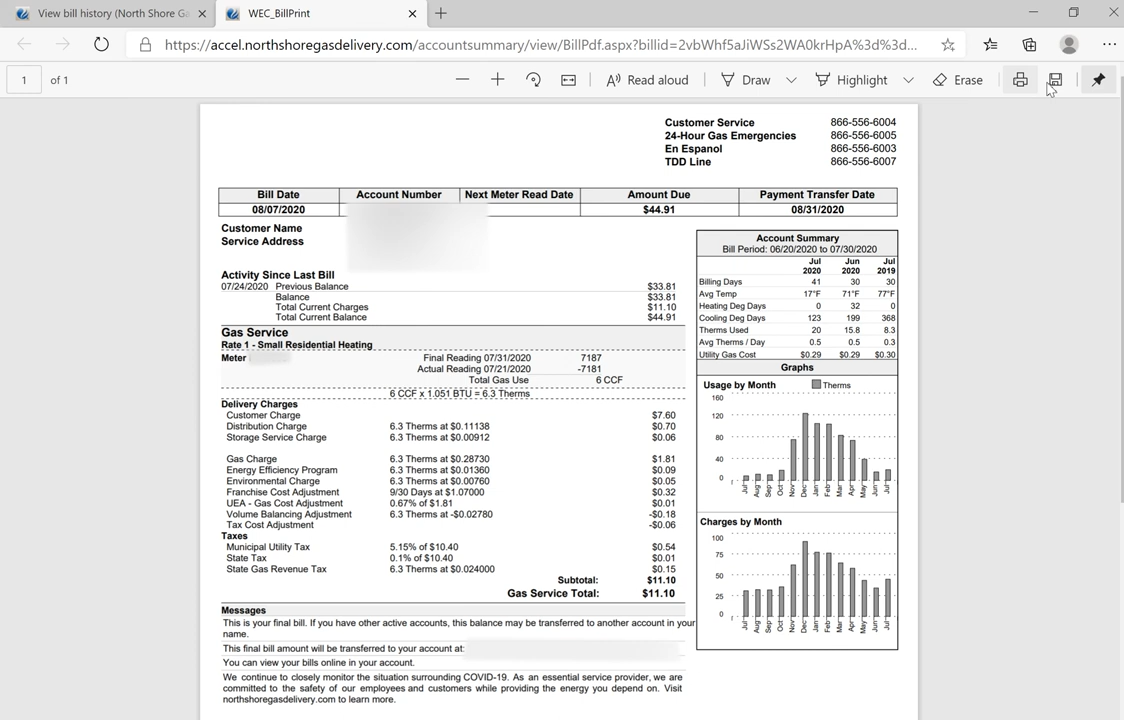 View bill history (North Shore Ga
WEC_BillPrint
https://accel.northshoregasdelivery.com/accountsummary/view/BillPdf.aspx?billid=2vbWhf5aJiWSs2WA0krHpA%3d%3d...
1 of 1
Read aloud
Draw
Highlight
Erase
Customer Service 866-556-6004
24-Hour Gas Emergencies 866-556-6005
En Espanol 866-556-6003
TDD Line 866-556-6007
Bill Date Account Number Next Meter Read Date Amount Due Payment Transfer Date
08/07/2020 $44.91 08/31/2020
Customer Name
Service Address
Activity Since Last Bill
07/24/2020 Previous Balance $33.81
Balance $33.81
Total Current Charges $11.10
Total Current Balance $44.91
Gas Service
Rate 1 - Small Residential Heating
Meter Final Reading 07/31/2020 7187
Actual Reading 07/21/2020 -7181
Total Gas Use 6 CCF
6 CCF x 1.051 BTU = 6.3 Therms
Delivery Charges
Customer Charge $7.60
Distribution Charge 6.3 Therms at $0.11138 $0.70
Storage Service Charge 6.3 Therms at $0.00912 $0.06
Gas Charge 6.3 Therms at $0.28730 $1.81
Energy Efficiency Program 6.3 Therms at $0.01360 $0.09
Environmental Charge 6.3 Therms at $0.00760 $0.05
Franchise Cost Adjustment 9/30 Days at $1.07000 $0.32
UEA - Gas Cost Adjustment 0.67% of $1.81 $0.01
Volume Balancing Adjustment 6.3 Therms at -$0.02780 -$0.18
Tax Cost Adjustment -$0.06
Taxes
Municipal Utility Tax 5.15% of $10.40 $0.54
State Tax 0.1% of $10.40 $0.01
State Gas Revenue Tax 6.3 Therms at $0.024000 $0.15
Subtotal: $11.10
Gas Service Total: $11.10
Messages
This is your final bill. If you have other active accounts, this balance may be transferred to another account in your
name.
This final bill amount will be transferred to your account at:
You can view your bills online in your account.
We continue to closely monitor the situation surrounding COVID-19. As an essential service provider, we are
committed to the safety of our employees and customers while providing the energy you depend on. Visit
northshoregasdelivery.com to learn more.
Account Summary
Bill Period: 06/20/2020 to 07/30/2020
Jul Jun Jul
2020 2020 2019
Billing Days 41 30 30
Avg Temp 17°F 71°F 77°F
Heating Deg Days 0 32 0
Cooling Deg Days 123 199 368
Therms Used 20 15.8 8.3
Avg Therms / Day 0.5 0.5 0.3
Utility Gas Cost $0.29 $0.29 $0.30
Graphs
Usage by Month Therms
160
120
80
40
0
Jul Aug Sep Oct Nov Dec Jan Feb Mar Apr May Jun Jul
Charges by Month
100
75
50
25
0
Jul Aug Sep Oct Nov Dec Jan Feb Mar Apr May Jun Jul